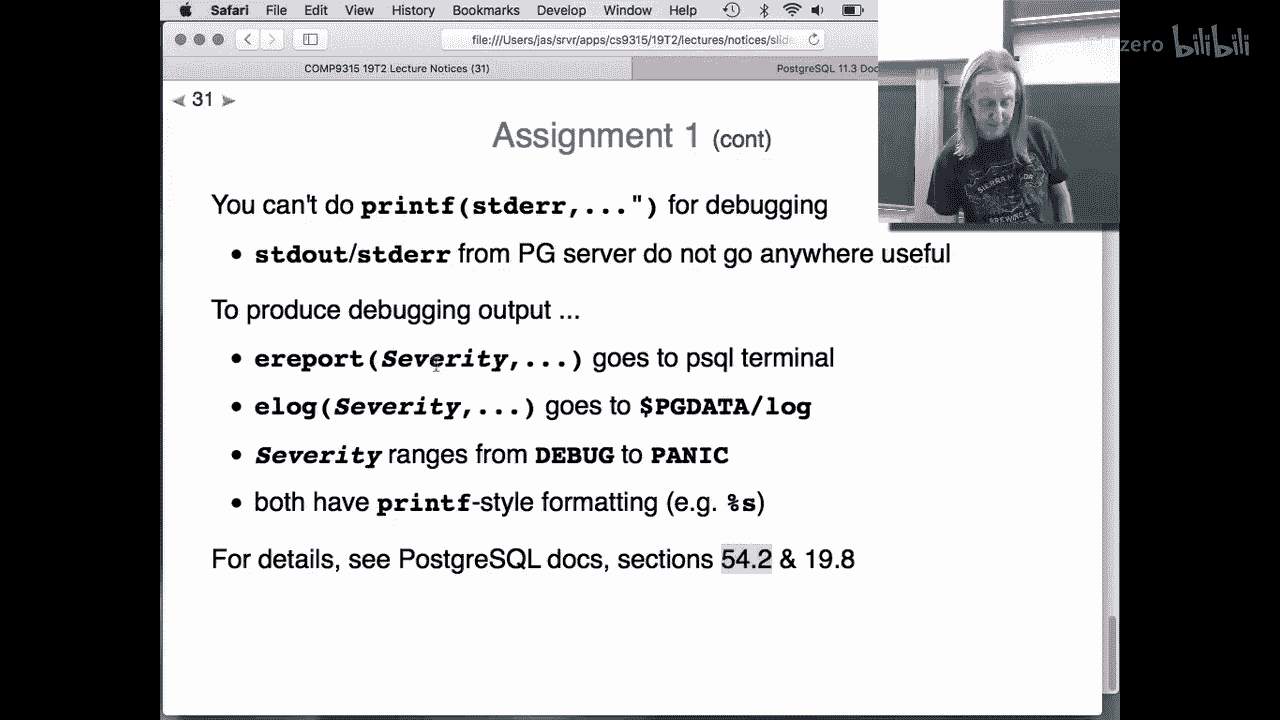 Safari File Edit View History Bookmarks Develop Window Help
file:///Users/jas/srvr/apps/cs9315/19T2/lectures/notices/slide
COMP9315 19T2 Lecture Notices (31)
PostgreSQL 11.3 Doc
zero bilibili
31
Assignment 1 (cont)
You can't do printf(stderr,...") for debugging
• stdout/stderr from PG server do not go anywhere useful
To produce debugging output ...
• ereport(Severity,...) goes to psql terminal
• elog(Severity,...) goes to $PGDATA/log
• Severity ranges from DEBUG to PANIC
• both have printf-style formatting (e.g. %s)
For details, see PostgreSQL docs, sections 54.2 & 19.8